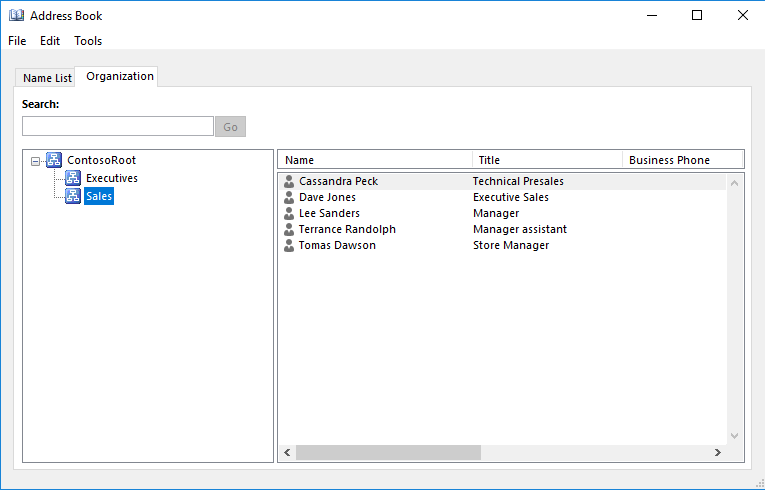 Address Book
File Edit Tools
Name List Organization
Search:
Go
ContosoRoot
Executives
Sales
Name Title Business Phone
Cassandra Peck Technical Presales
Dave Jones Executive Sales
Lee Sanders Manager
Terrance Randolph Manager assistant
Tomas Dawson Store Manager